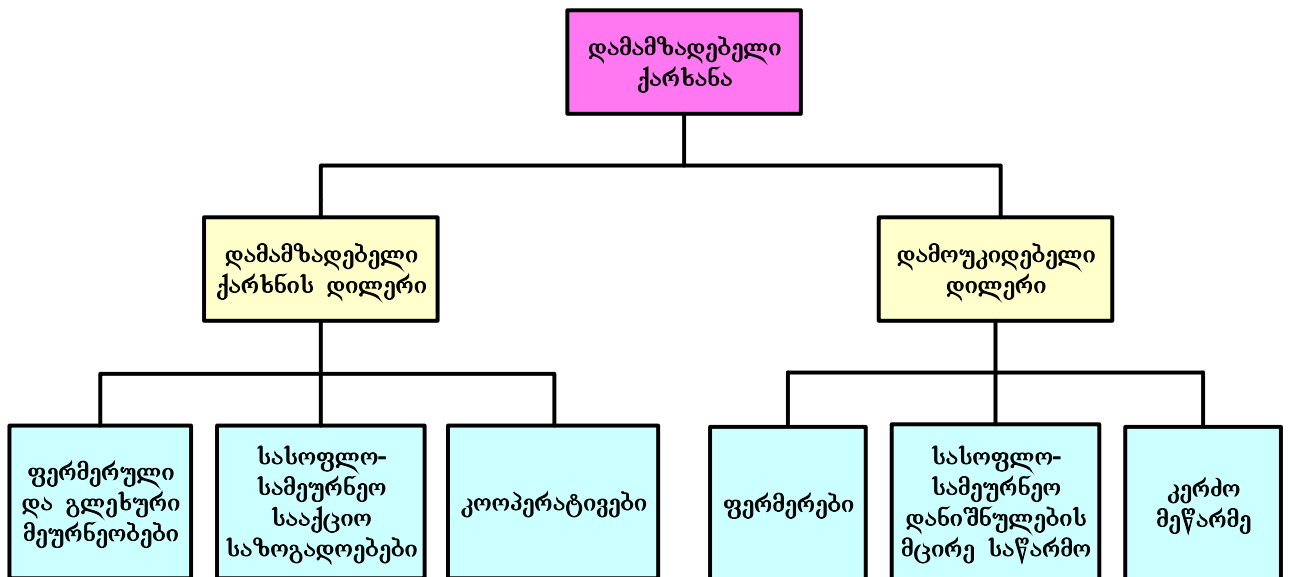 დამამზადებელი
ქარხანა
დამამზადებელი
ქარხნის დილერი
დამოუკიდებელი
დილერი
ფერმერული
და გლეხური
მეურნეობები
სასოფლო-
სამეურნეო
სააქციო
საზოგადოებები
კოოპერატივები
ფერმერები
სასოფლო-
სამეურნეო
დანიშნულების
მცირე საწარმო
კერძო
მეწარმე